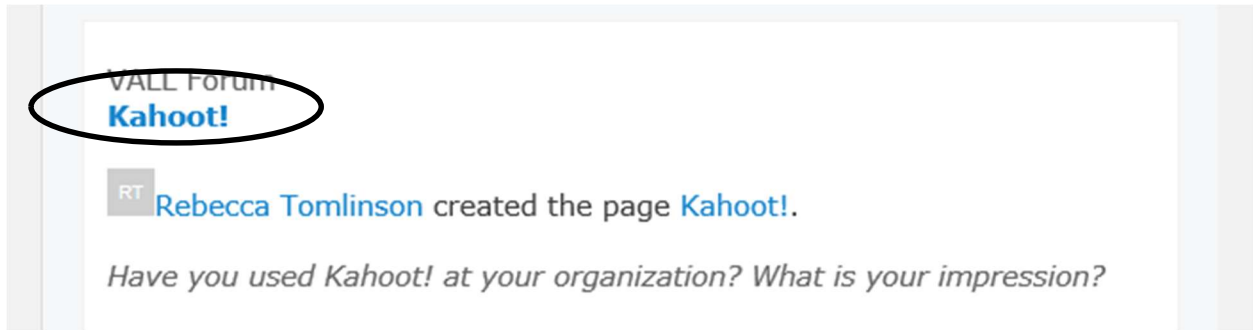 VALL Forum
Kahoot!
RT
Rebecca Tomlinson created the page Kahoot!.
Have you used Kahoot! at your organization? What is your impression?